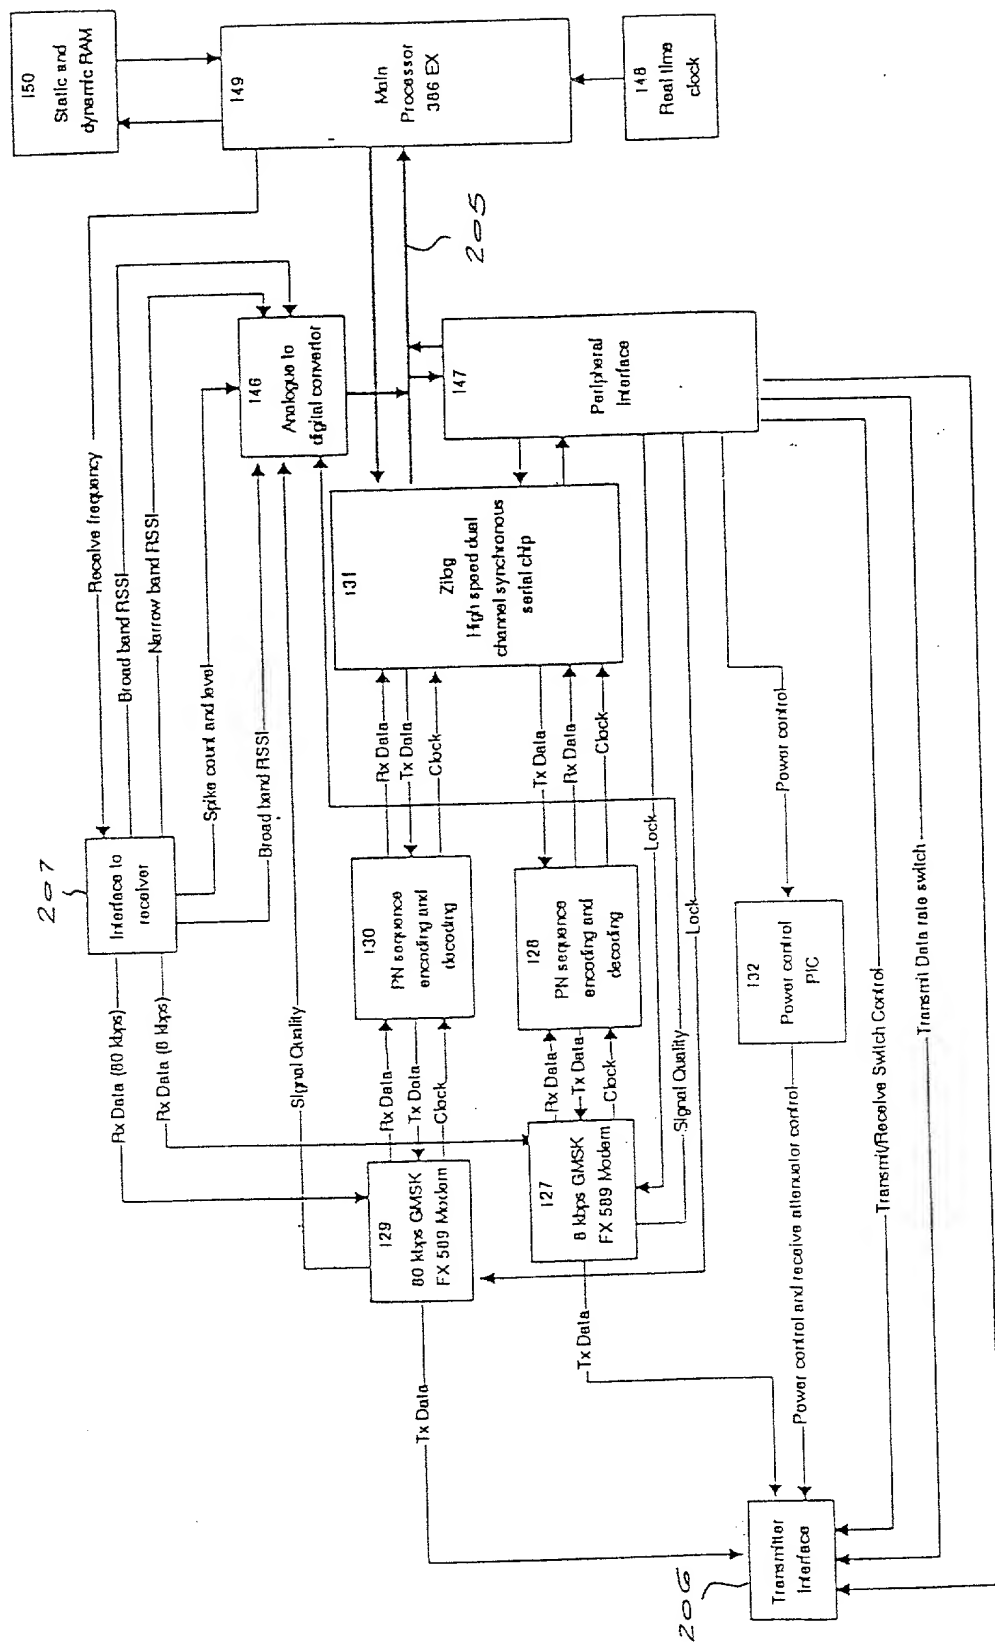 150
Static and
dynamic RAM
149
Main
Processor
386 EX
148
Real time
clock
205
Receive frequency
Broad band RSSI
Narrow band RSSI
Spike count and level
Broad band RSSI
Signal Quality
146
Analogue to
digital convertor
147
Peripheral
Interface
131
Zilog
High speed dual
channel synchronous
serial chip
207
Interface to
receiver
Rx Data (80 kbps)
Rx Data (8 kbps)
Rx Data
Tx Data
Clock
Tx Data
Rx Data
Clock
Lock
Lock
130
PN sequence
encoding and
decoding
128
PN sequence
encoding and
decoding
Signal Quality
Power control
132
Power control
PIC
Rx Data
Tx Data
Clock
Rx Data
Tx Data
Clock
129
80 kbps GMSK
FX 589 Modem
127
8 kbps GMSK
FX 589 Modem
Tx Data
Tx Data
Power control and receive attenuator control
Transmit/Receive Switch Control
Transmit Data rate switch
206
Transmitter
Interface